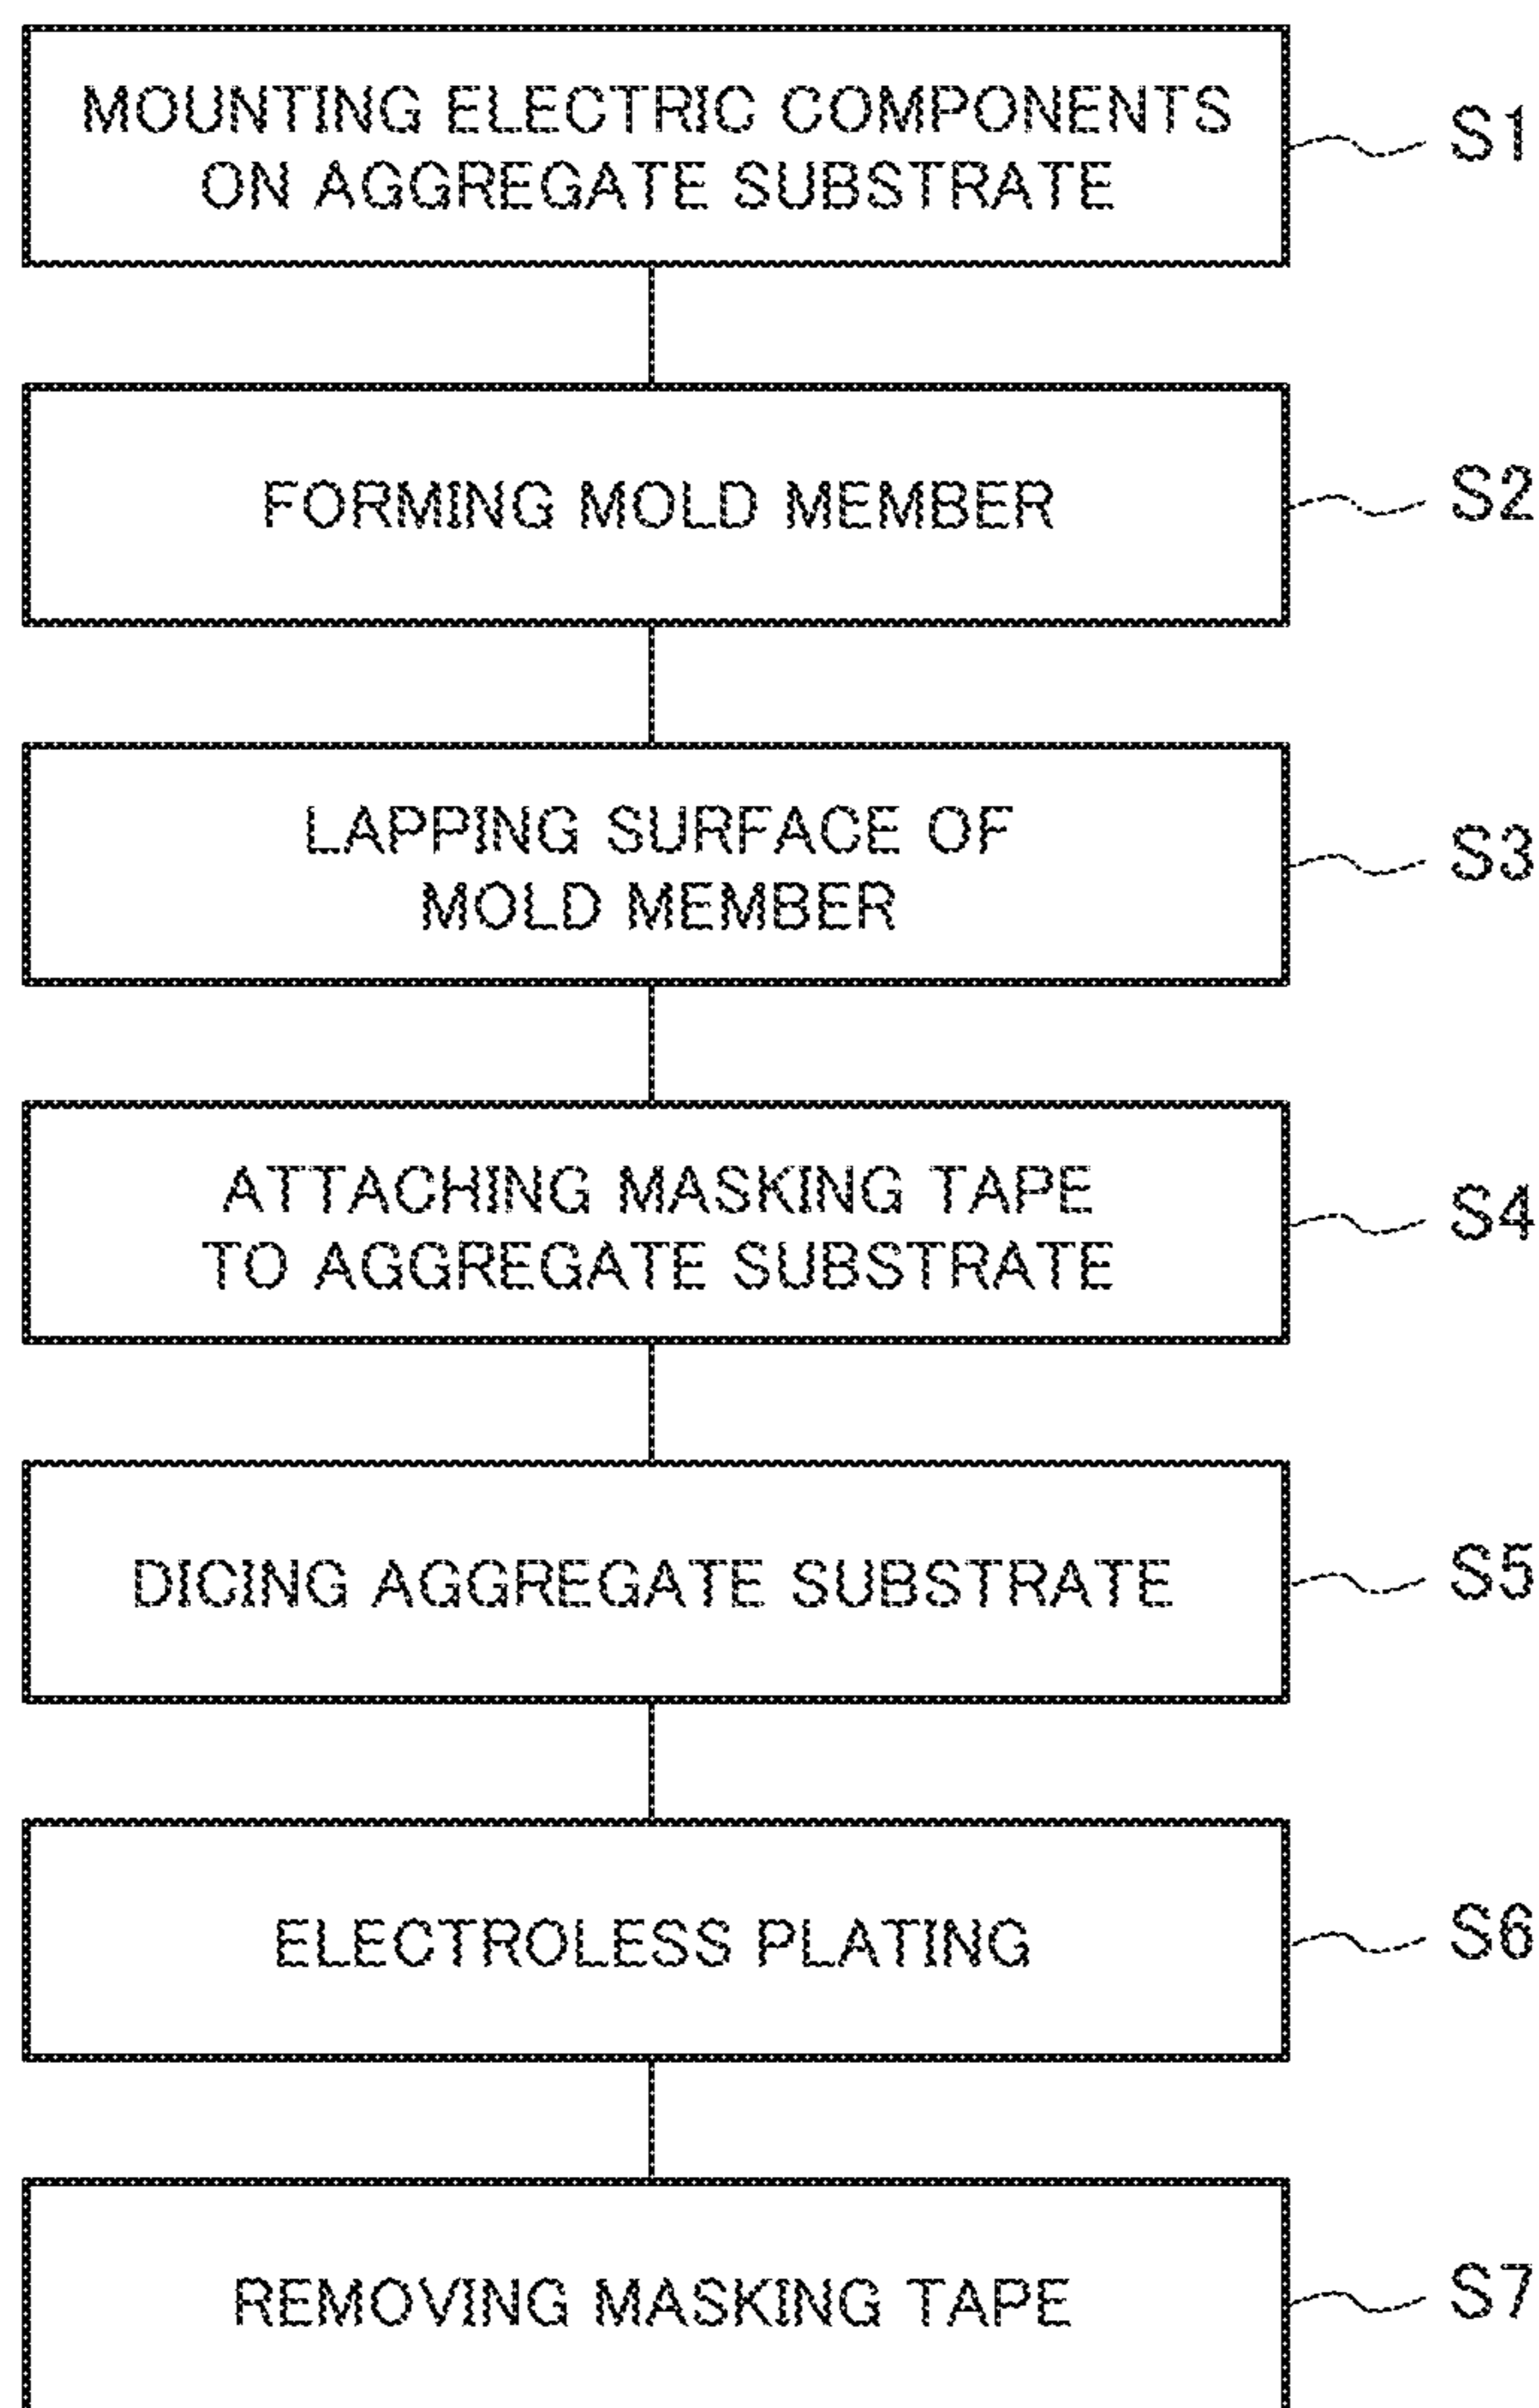 MOUNTING ELECTRIC COMPONENTS
ON AGGREGATE SUBSTRATE
S1
FORMING MOLD MEMBER
S2
LAPPING SURFACE OF
MOLD MEMBER
S3
ATTACHING MASKING TAPE
TO AGGREGATE SUBSTRATE
S4
DICING AGGREGATE SUBSTRATE
S5
ELECTROLESS PLATING
S6
REMOVING MASKING TAPE
S7